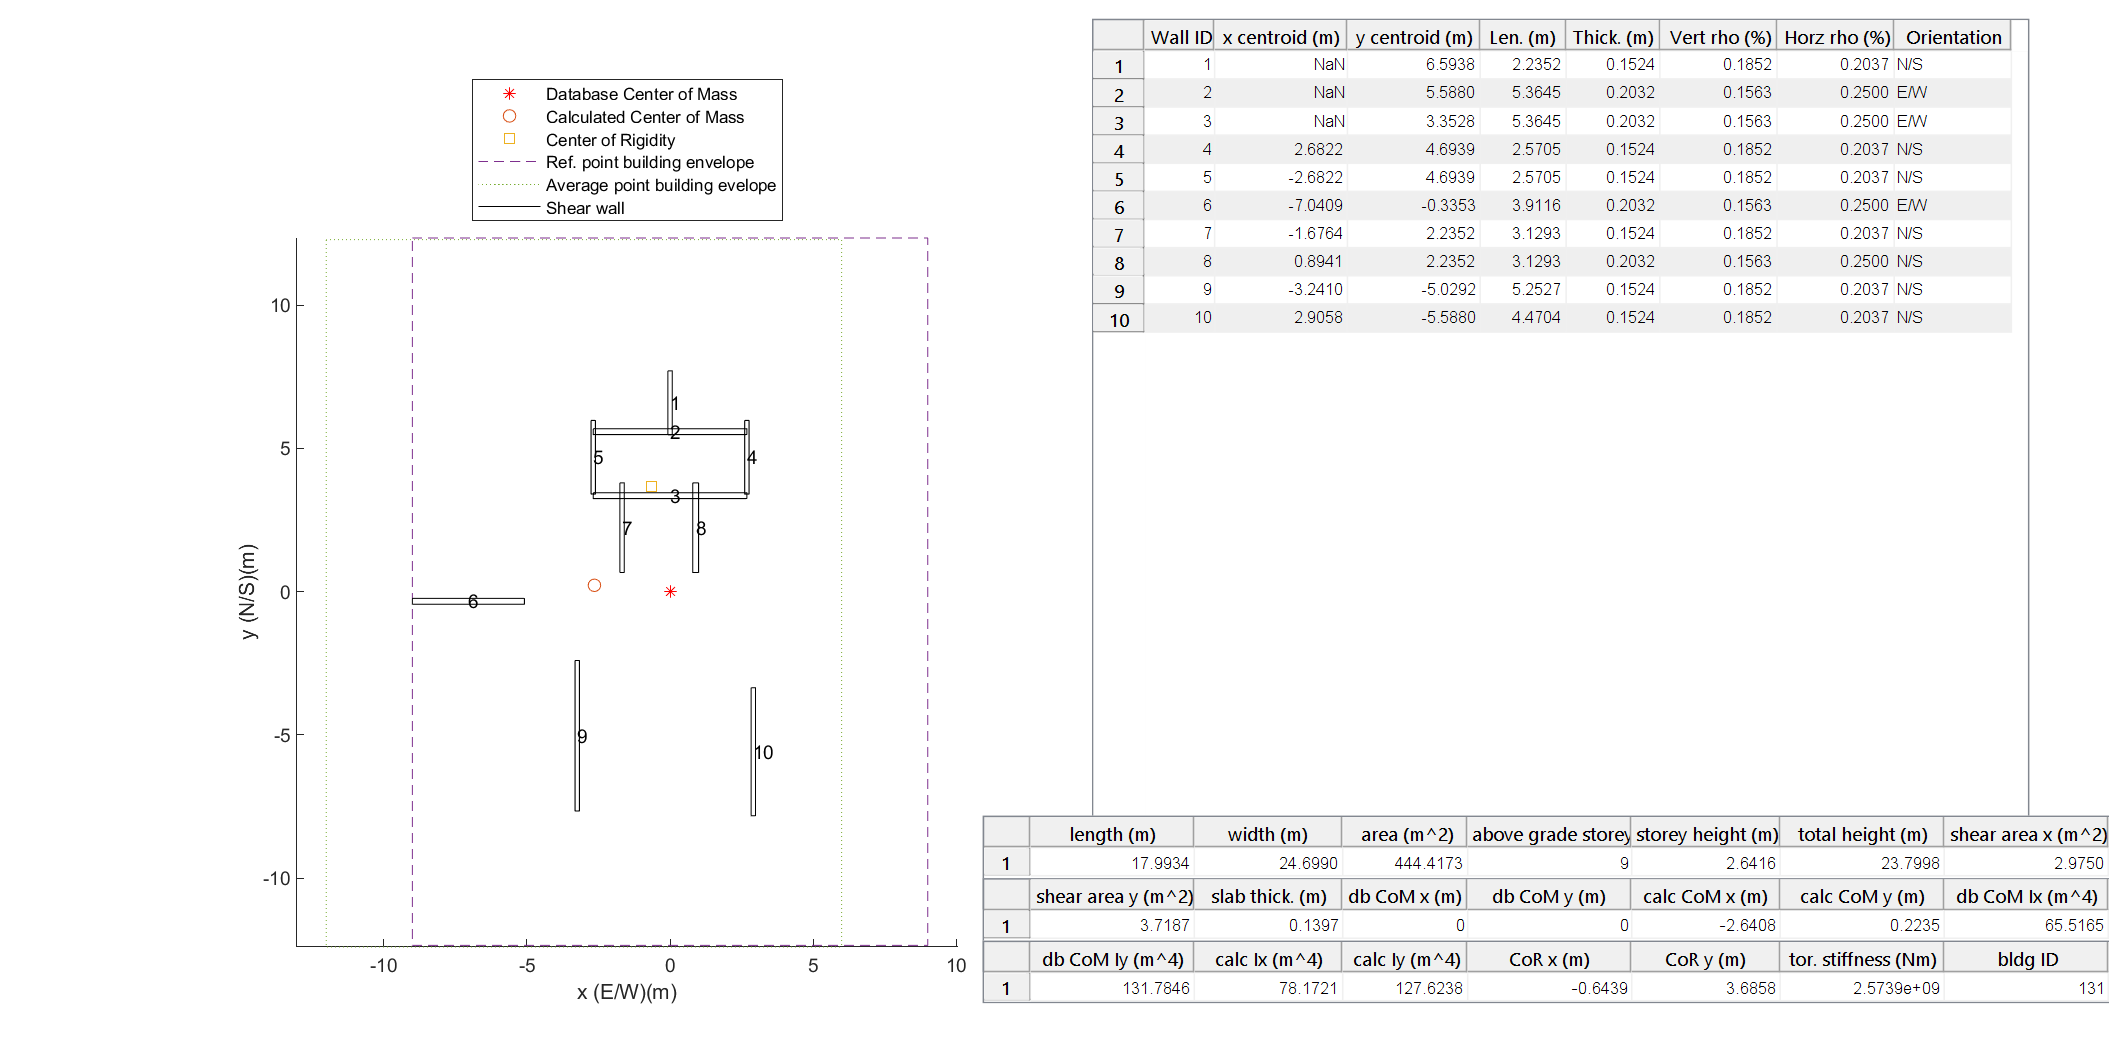 Database Center of Mass
Calculated Center of Mass
Center of Rigidity
Ref. point building envelope
Average point building evelope
Shear wall
10
5
0
-5
-10
-10
-5
0
5
10
x (E/W)(m)
y (N/S)(m)
1
2
3
4
5
6
7
8
9
10
Wall ID x centroid (m) y centroid (m) Len. (m) Thick. (m) Vert rho (%) Horz rho (%) Orientation
1 1 NaN 6.5938 2.2352 0.1524 0.1852 0.2037 N/S
2 2 NaN 5.5880 5.3645 0.2032 0.1563 0.2500 E/W
3 3 NaN 3.3528 5.3645 0.2032 0.1563 0.2500 E/W
4 4 2.6822 4.6939 2.5705 0.1524 0.1852 0.2037 N/S
5 5 -2.6822 4.6939 2.5705 0.1524 0.1852 0.2037 N/S
6 6 -7.0409 -0.3353 3.9116 0.2032 0.1563 0.2500 E/W
7 7 -1.6764 2.2352 3.1293 0.1524 0.1852 0.2037 N/S
8 8 0.8941 2.2352 3.1293 0.2032 0.1563 0.2500 N/S
9 9 -3.2410 -5.0292 5.2527 0.1524 0.1852 0.2037 N/S
10 10 2.9058 -5.5880 4.4704 0.1524 0.1852 0.2037 N/S
length (m) width (m) area (m^2) above grade storey storey height (m) total height (m) shear area x (m^2)
1 17.9934 24.6990 444.4173 9 2.6416 23.7998 2.9750
shear area y (m^2) slab thick. (m) db CoM x (m) db CoM y (m) calc CoM x (m) calc CoM y (m) db CoM Ix (m^4)
1 3.7187 0.1397 0 0 -2.6408 0.2235 65.5165
db CoM Iy (m^4) calc Ix (m^4) calc Iy (m^4) CoR x (m) CoR y (m) tor. stiffness (Nm) bldg ID
1 131.7846 78.1721 127.6238 -0.6439 3.6858 2.5739e+09 131